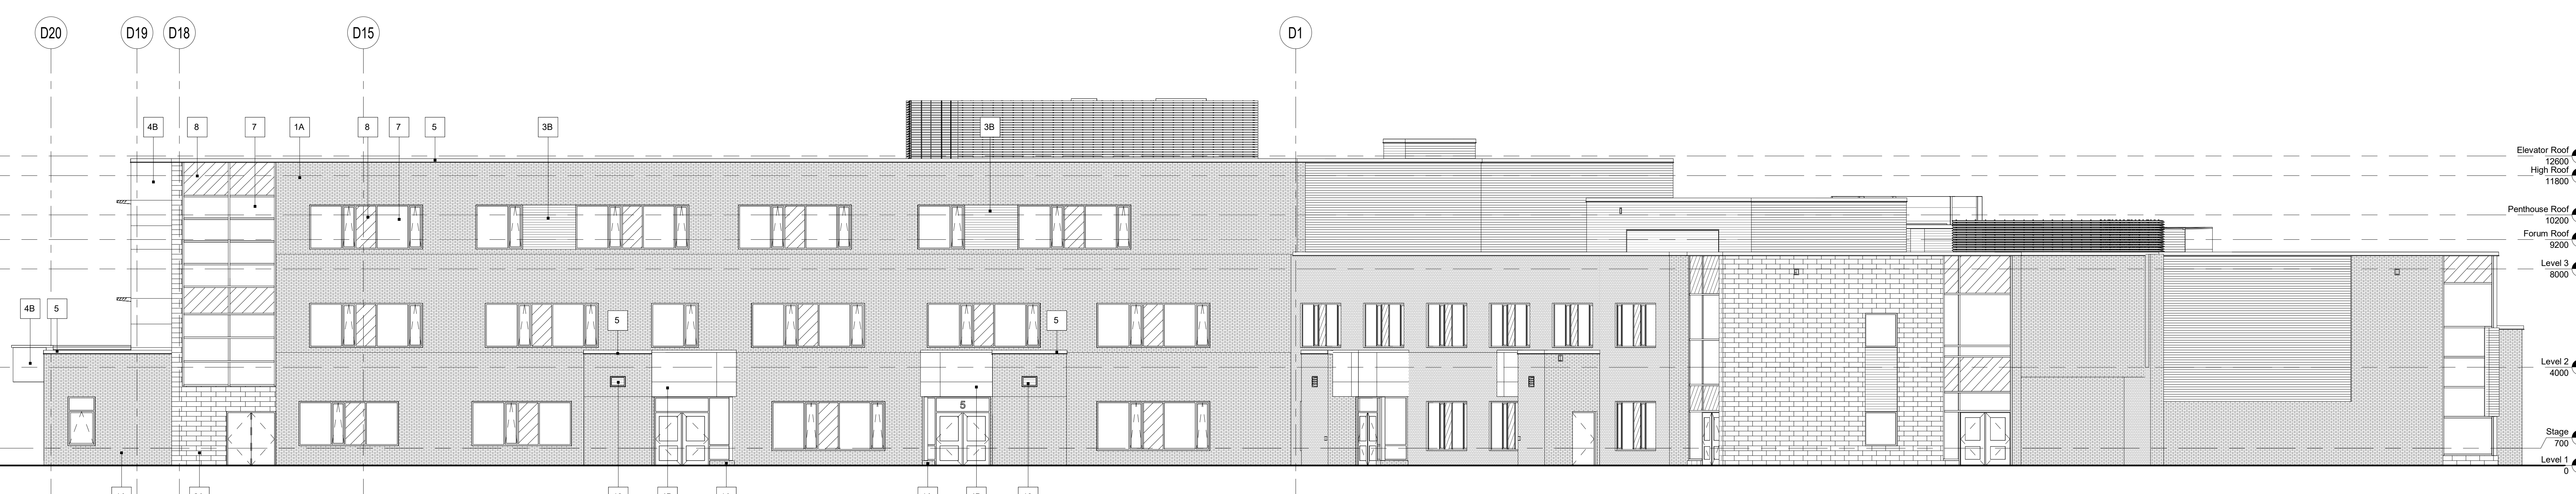 D20
D19
D18
D15
D1
4B
8
7
1A
8
7
5
3B
3B
Elevator Roof
12600
High Roof
11800
Penthouse Roof
10200
Forum Roof
9200
Level 3
8000
4B
5
5
5
Level 2
4000
5
Stage
700
Level 1
0